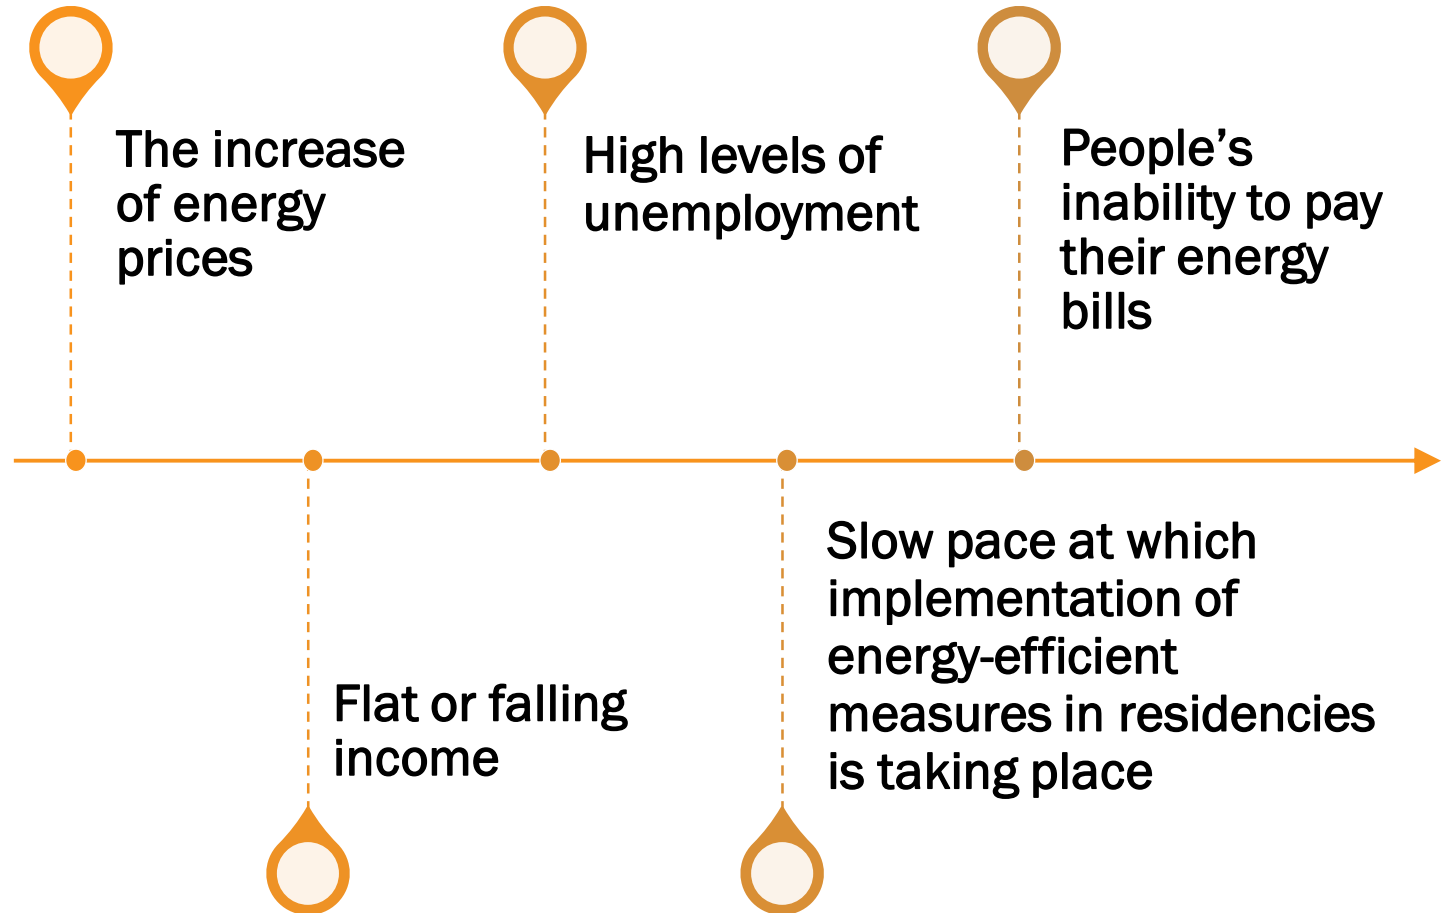 The increase
of energy
prices
High levels of
unemployment
People’s
inability to pay
their energy
bills
Flat or falling
income
Slow pace at which
implementation of
energy-efficient
measures in residencies
is taking place